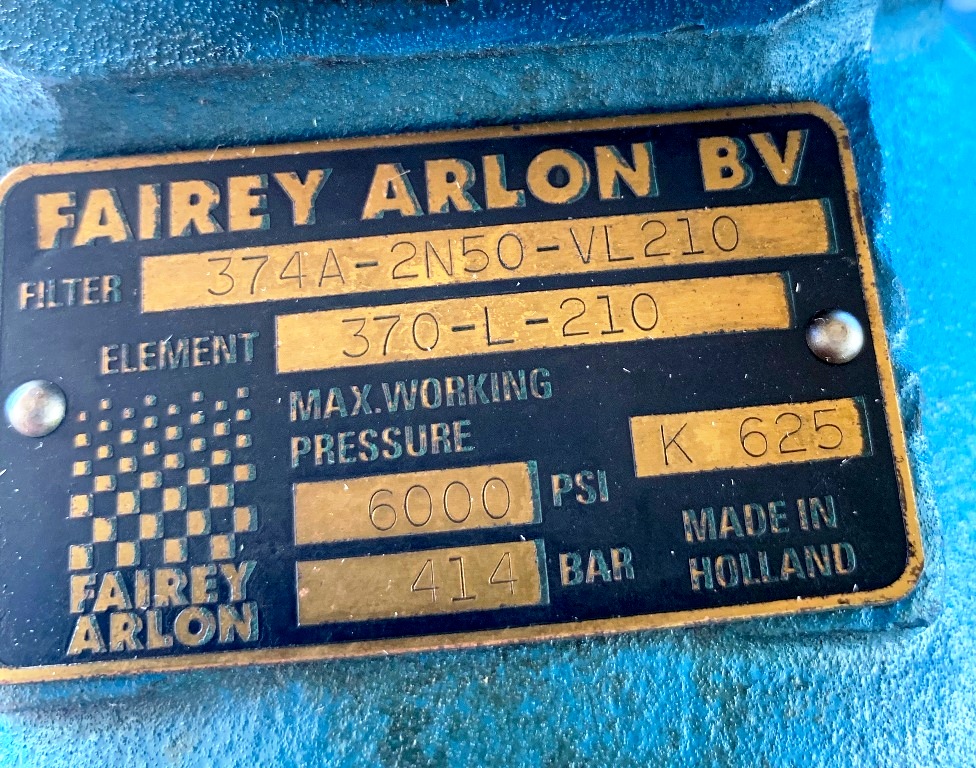 FAIREY ARLON BV
FILTER 374A-2N50-VL210
ELEMENT 370-L-210
MAX.WORKING
PRESSURE
K 625
6000 PSI
414 BAR
MADE IN
HOLLAND
FAIREY
ARLON